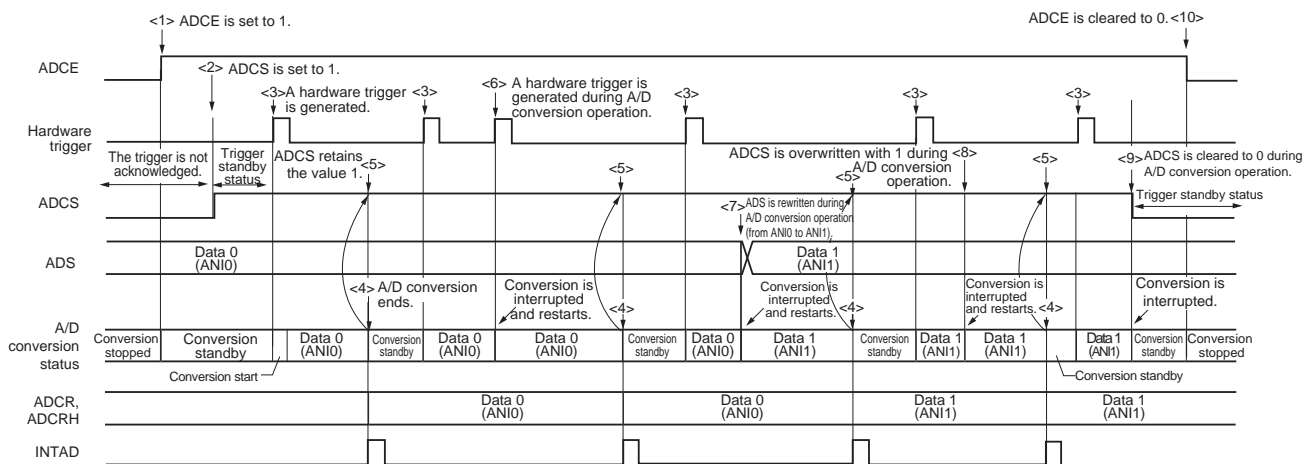 <1> ADCE is set to 1.
ADCE is cleared to 0. <10>
ADCE
<2> ADCS is set to 1.
<3> A hardware trigger
is generated.
<3>
<6> A hardware trigger is
generated during A/D
conversion operation.
<3>
<3>
<3>
Hardware
trigger
The trigger is not
acknowledged.
Trigger
standby
status
ADCS retains
the value 1.
<5>
<5>
ADCS is overwritten with 1 during
A/D conversion
operation.
<8>
<5>
<5>
<9> ADCS is cleared to 0 during
A/D conversion operation.
Trigger standby status
ADCS
<7> ADS is rewritten during
A/D conversion operation
(from ANI0 to ANI1).
ADS
Data 0
(ANI0)
Data 1
(ANI1)
<4> A/D conversion
ends.
Conversion is
interrupted
and restarts.
<4>
Conversion is
interrupted
and restarts.
<4>
Conversion is
interrupted
and restarts.
<4>
Conversion is
interrupted.
A/D
conversion
status
Conversion
stopped
Conversion
standby
Data 0
(ANI0)
Conversion
standby
Data 0
(ANI0)
Data 0
(ANI0)
Conversion
standby
Data 0
(ANI0)
Data 1
(ANI1)
Conversion
standby
Data 1
(ANI1)
Data 1
(ANI1)
Data 1
(ANI1)
Conversion
standby
Conversion
stopped
Conversion start
Conversion standby
ADCR,
ADCRH
Data 0
(ANI0)
Data 0
(ANI0)
Data 1
(ANI1)
Data 1
(ANI1)
INTAD